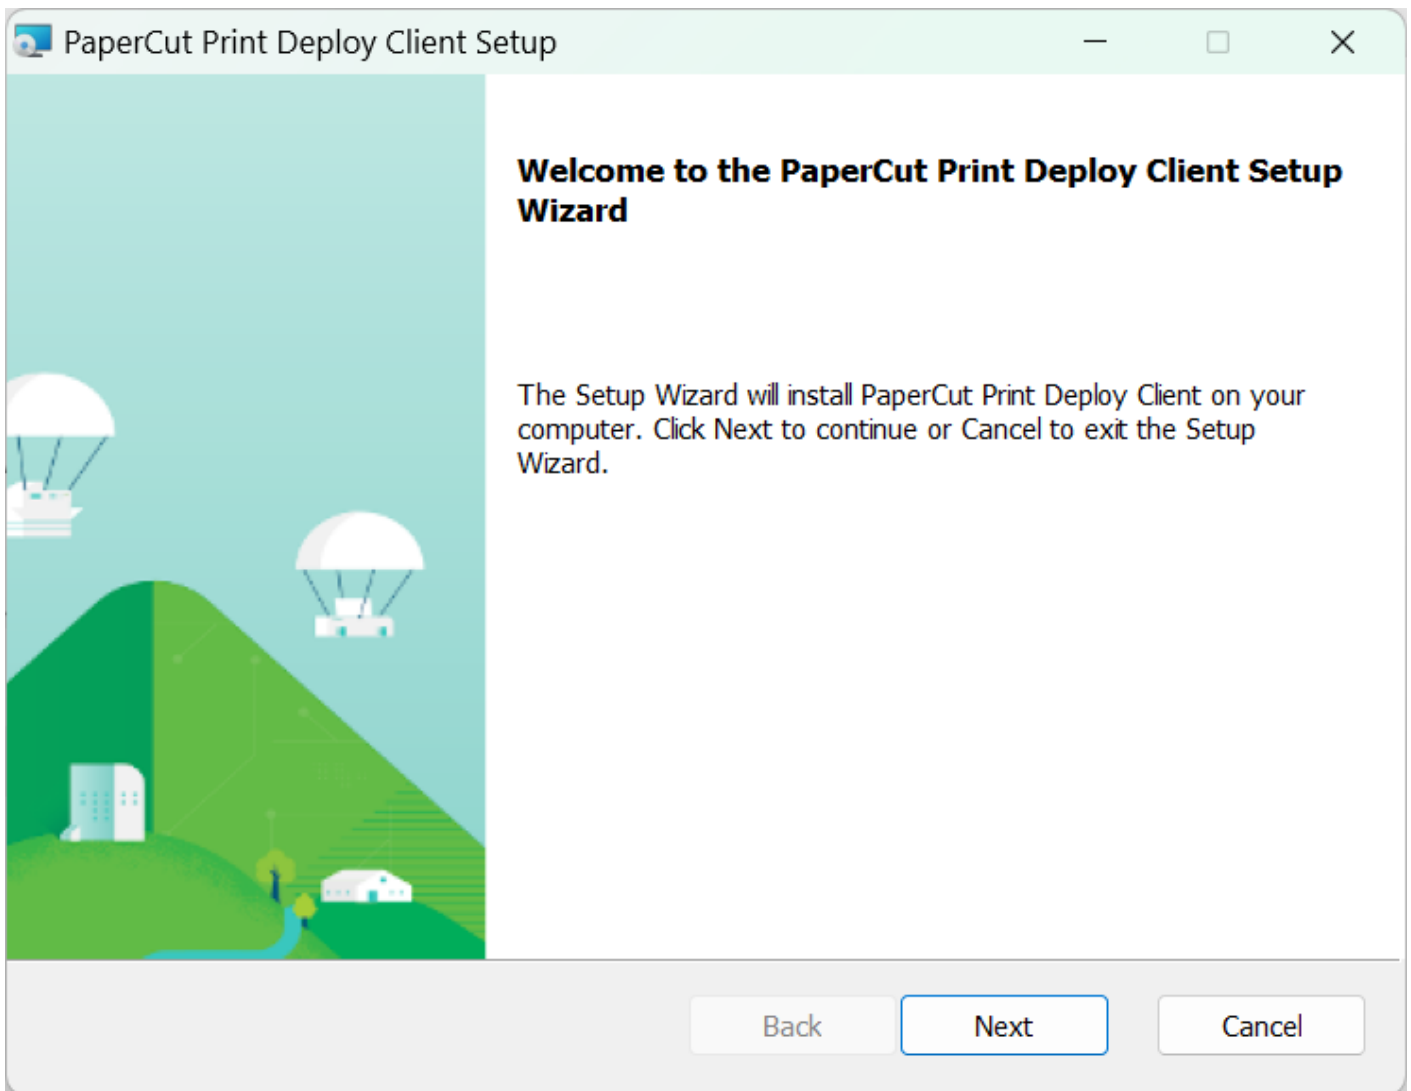 PaperCut Print Deploy Client Setup
Welcome to the PaperCut Print Deploy Client Setup
Wizard
The Setup Wizard will install PaperCut Print Deploy Client on your
computer. Click Next to continue or Cancel to exit the Setup
Wizard.
Back
Next
Cancel